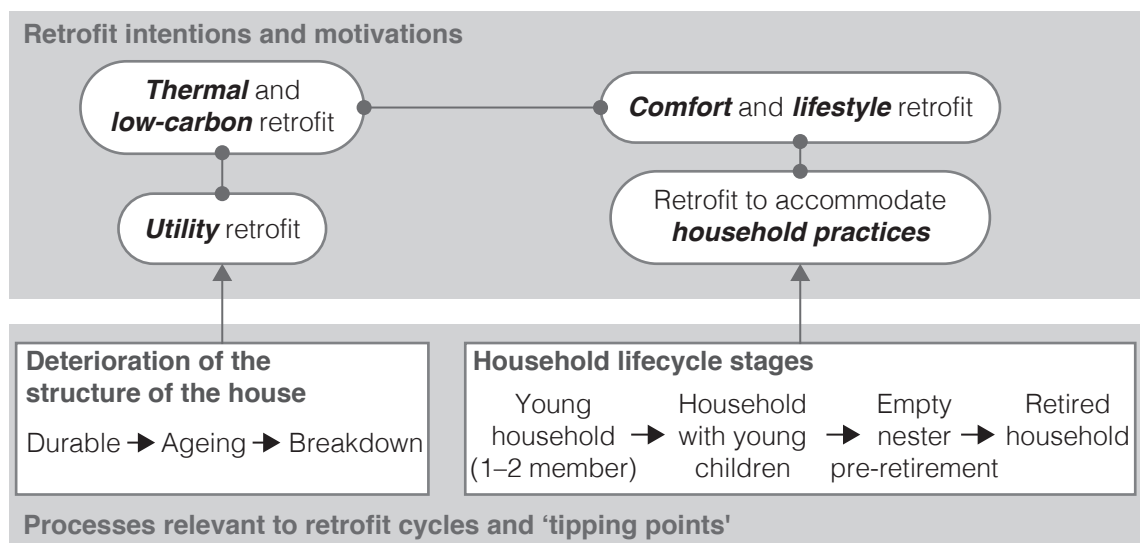 Retrofit intentions and motivations
Thermal and
low-carbon retrofit
Comfort and lifestyle retrofit
Utility retrofit
Retrofit to accommodate
household practices
Deterioration of the
structure of the house
Durable → Ageing → Breakdown
Household lifecycle stages
Young
household
(1–2 member)
Household
with young
children
Empty
nester
pre-retirement
Retired
household
Processes relevant to retrofit cycles and ‘tipping points'